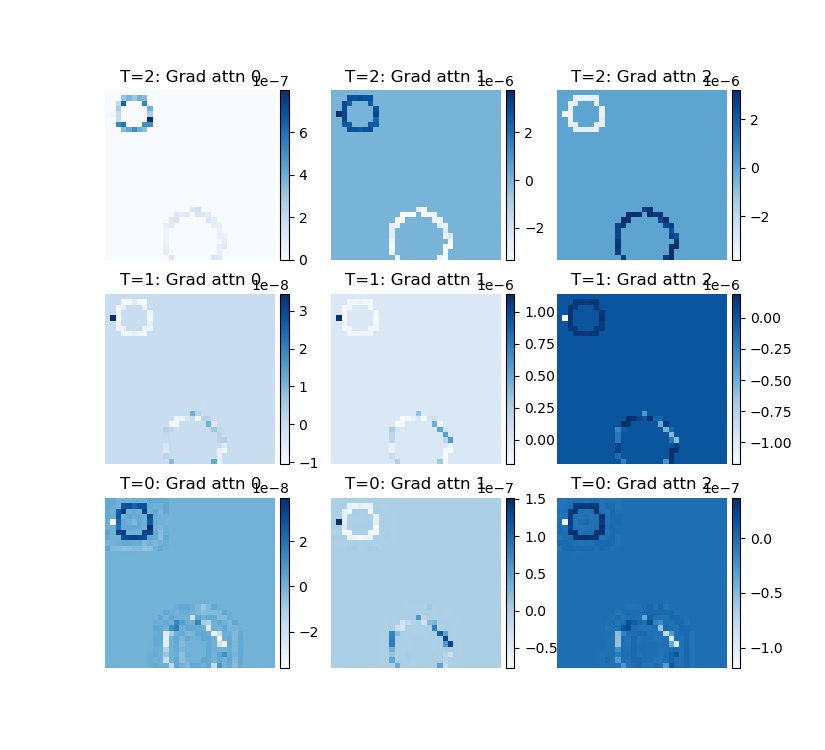 T=2: Grad attn 0
1e−7
6
4
2
0
T=2: Grad attn 1
1e−6
2
0
−2
T=2: Grad attn 2
1e−6
2
0
−2
T=1: Grad attn 0
1e−8
3
2
1
0
−1
T=1: Grad attn 1
1e−6
1.00
0.75
0.50
0.25
0.00
T=1: Grad attn 2
1e−6
0.00
−0.25
−0.50
−0.75
−1.00
T=0: Grad attn 0
1e−8
2
0
−2
T=0: Grad attn 1
1e−7
1.5
1.0
0.5
0.0
−0.5
T=0: Grad attn 2
1e−7
0.0
−0.5
−1.0